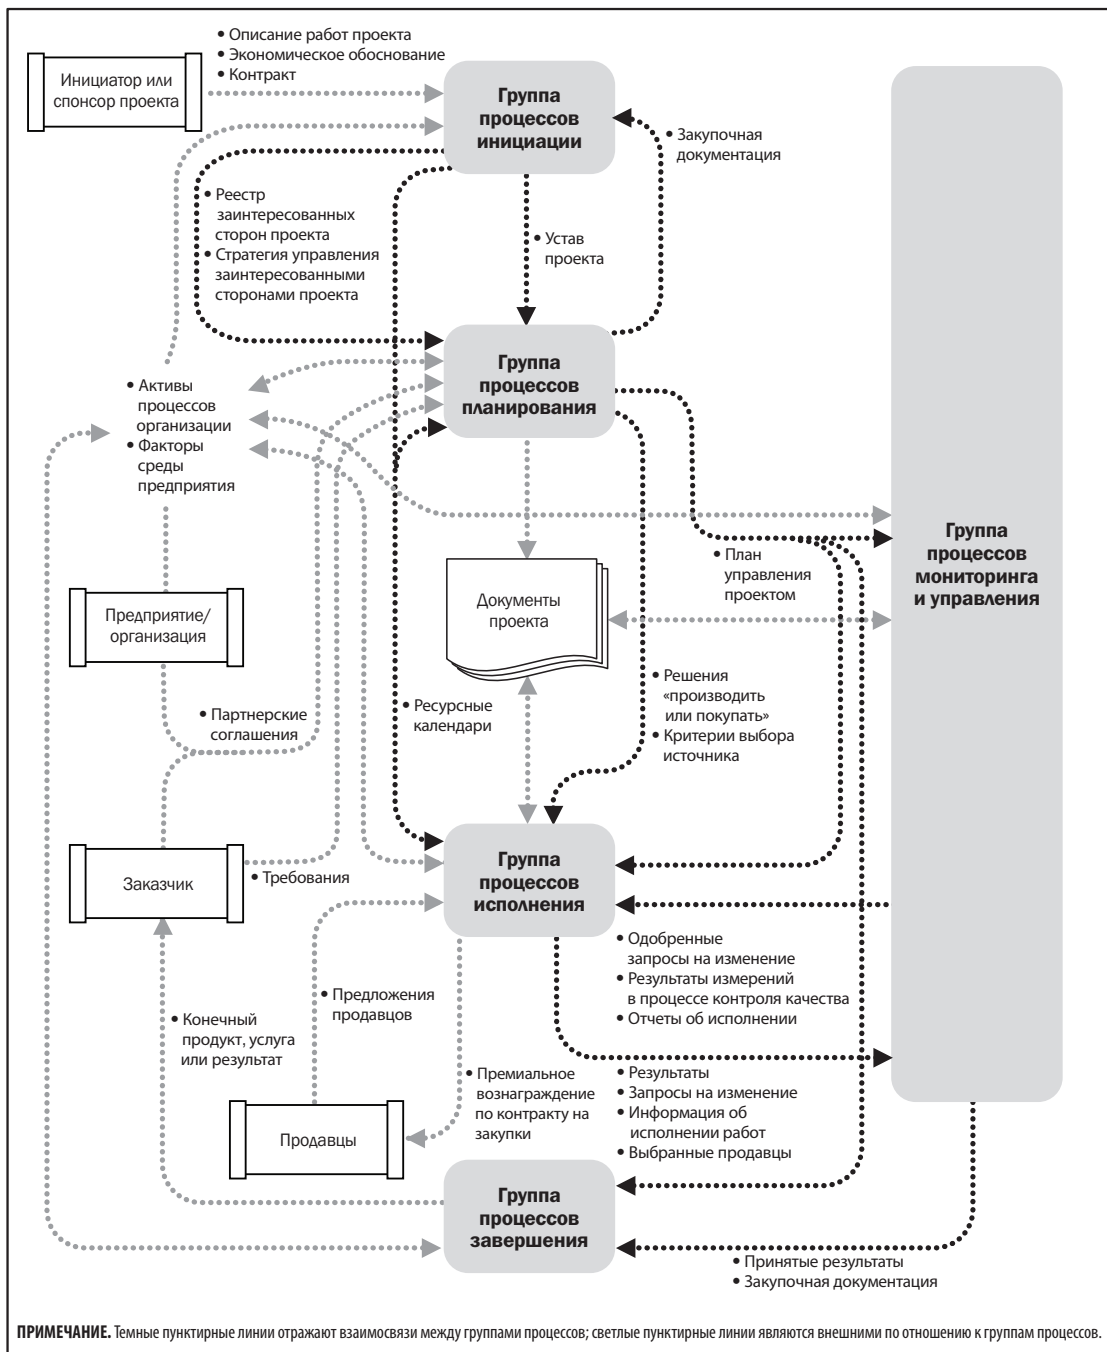 • Описание работ проекта
• Экономическое обоснование
• Контракт
Инициатор или
спонсор проекта
Группа
процессов
инициации
• Закупочная
документация
• Реестр
заинтересованных
сторон проекта
• Стратегия управления
заинтересованными
сторонами проекта
• Устав
проекта
Группа
процессов
планирования
• Активы
процессов
организации
• Факторы
среды
предприятия
Группа
процессов
мониторинга
и управления
• План
управления
проектом
Документы
проекта
Предприятие/
организация
• Партнерские
соглашения
• Ресурсные
календари
• Решения
«производить
или покупать»
• Критерии выбора
источника
Заказчик
• Требования
Группа
процессов
исполнения
• Одобренные
запросы на изменение
• Результаты измерений
в процессе контроля качества
• Отчеты об исполнении
• Предложения
продавцов
• Конечный
продукт, услуга
или результат
• Премиальное
вознаграждение
по контракту на
закупки
• Результаты
• Запросы на изменение
• Информация об
исполнении работ
• Выбранные продавцы
Продавцы
Группа
процессов
завершения
• Принятые результаты
• Закупочная документация
ПРИМЕЧАНИЕ. Темные пунктирные линии отражают взаимосвязи между группами процессов; светлые пунктирные линии являются внешними по отношению к группам процессов.